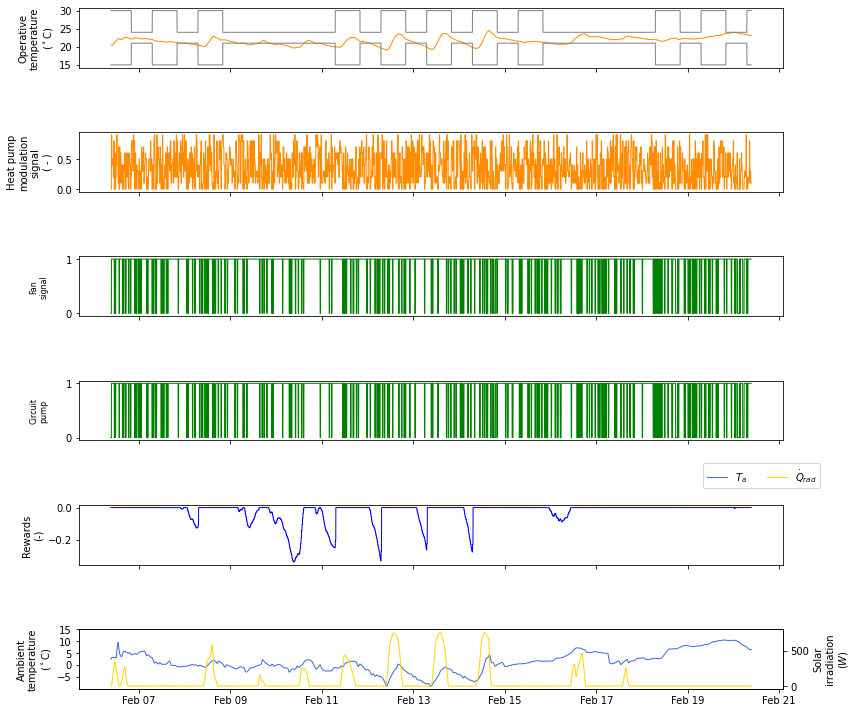 Operative
temperature
(°C)
30
25
20
15
Heat pump
modulation
signal
( - )
0.5
0.0
Fan
signal
1
0
Circuit
pump
1
0
T_a
Q̇_rad
Rewards
(-)
0.0
−0.2
Ambient
temperature
(°C)
15
10
5
0
−5
500
0
Solar
irradiation
(W)
Feb 07 Feb 09 Feb 11 Feb 13 Feb 15 Feb 17 Feb 19 Feb 21